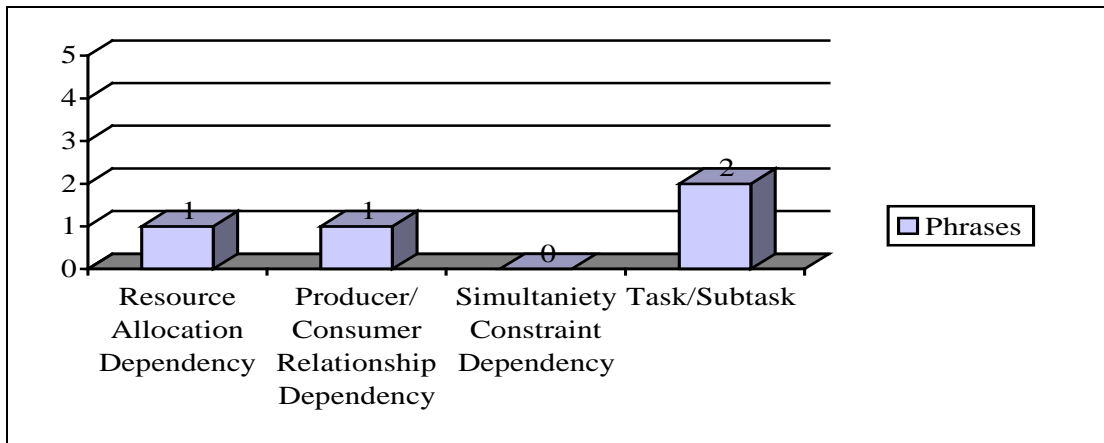 5
4
3
2
1
0
1
1
0
2
Resource
Allocation
Dependency
Producer/
Consumer
Relationship
Dependency
Simultaniety
Constraint
Dependency
Task/Subtask
Phrases